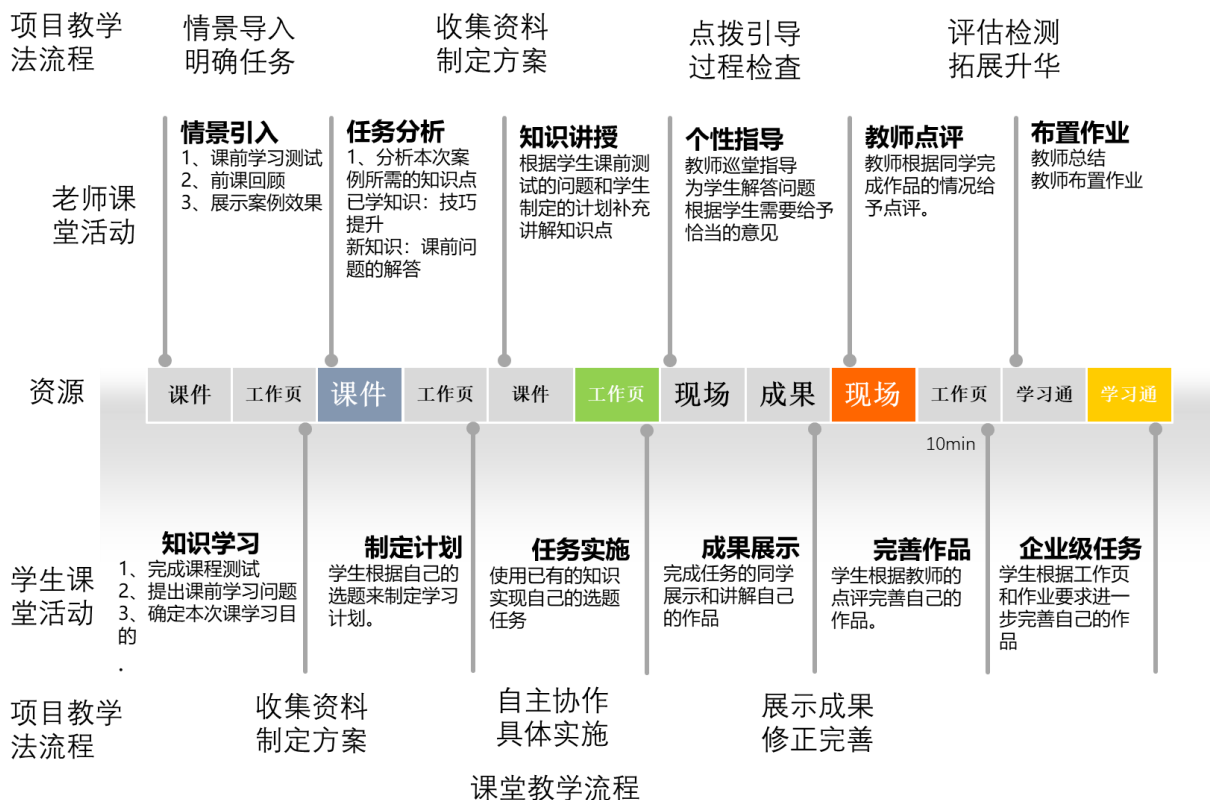 项目教学
法流程
情景导入
明确任务
收集资料
制定方案
点拨引导
过程检查
评估检测
拓展升华
老师课
堂活动
情景引入
1、课前学习测试
2、前课回顾
3、展示案例效果
任务分析
1、分析本次案
例所需的知识点
已学知识：技巧
提升
新知识：课前问
题的解答
知识讲授
根据学生课前测
试的问题和学生
制定的计划补充
讲解知识点
个性指导
教师巡堂指导
为学生解答问题
根据学生需要给予
恰当的意见
教师点评
教师根据同学完
成作品的情况给
予点评。
布置作业
教师总结
教师布置作业
资源
课件
工作页
课件
工作页
课件
工作页
现场
成果
现场
工作页
学习通
学习通
10min
学生课
堂活动
知识学习
1、完成课程测试
2、提出课前学习问题
3、确定本次课学习目
的
.
制定计划
学生根据自己的
选题来制定学习
计划。
任务实施
使用已有的知识
实现自己的选题
任务
成果展示
完成任务的同学
展示和讲解自己
的作品
完善作品
学生根据教师的
点评完善自己的
作品。
企业级任务
学生根据工作页
和作业要求进一
步完善自己的作
品
项目教学
法流程
收集资料
制定方案
自主协作
具体实施
展示成果
修正完善
课堂教学流程